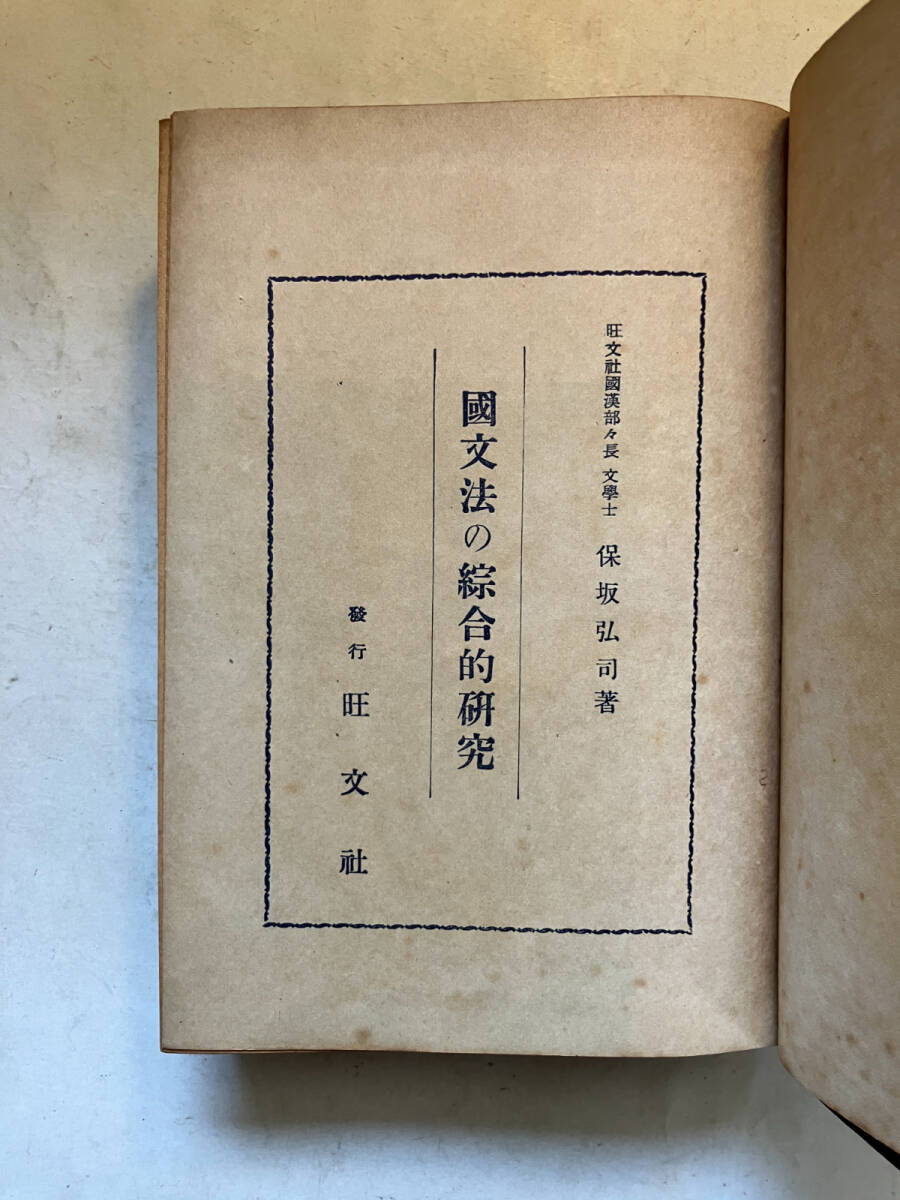 旺文社國漢部々長 文學士 保坂弘司著
國文法の綜合的硏究
發行 旺文社